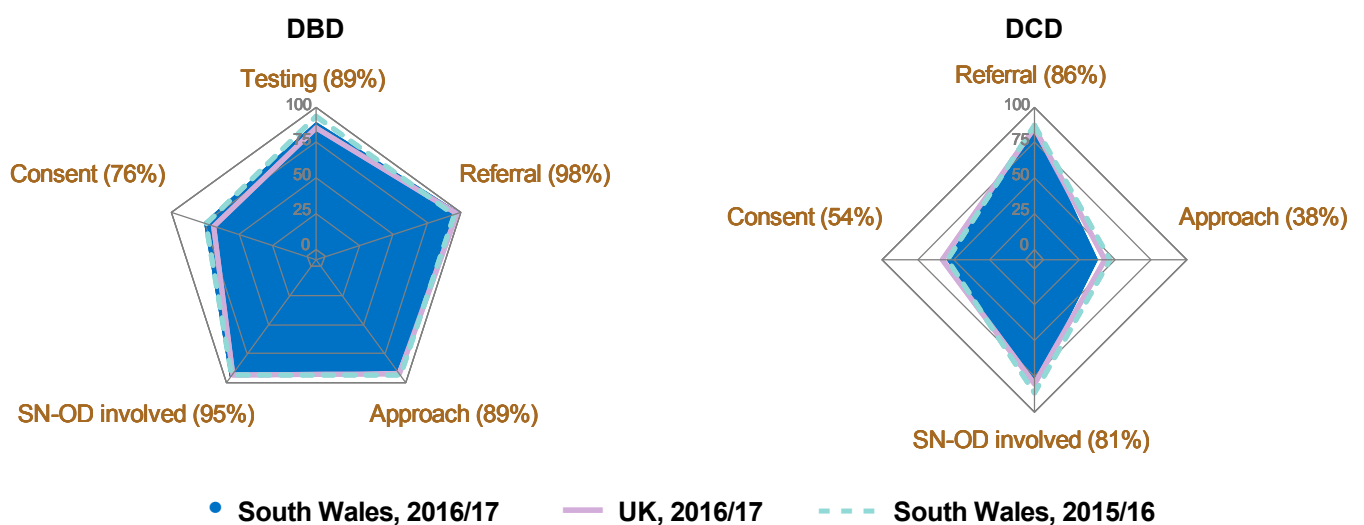 DBD
Testing (89%)
100
75
50
25
0
Consent (76%)
Referral (98%)
SN-OD involved (95%)
Approach (89%)
DCD
Referral (86%)
100
75
50
25
0
Consent (54%)
Approach (38%)
SN-OD involved (81%)
South Wales, 2016/17
UK, 2016/17
South Wales, 2015/16